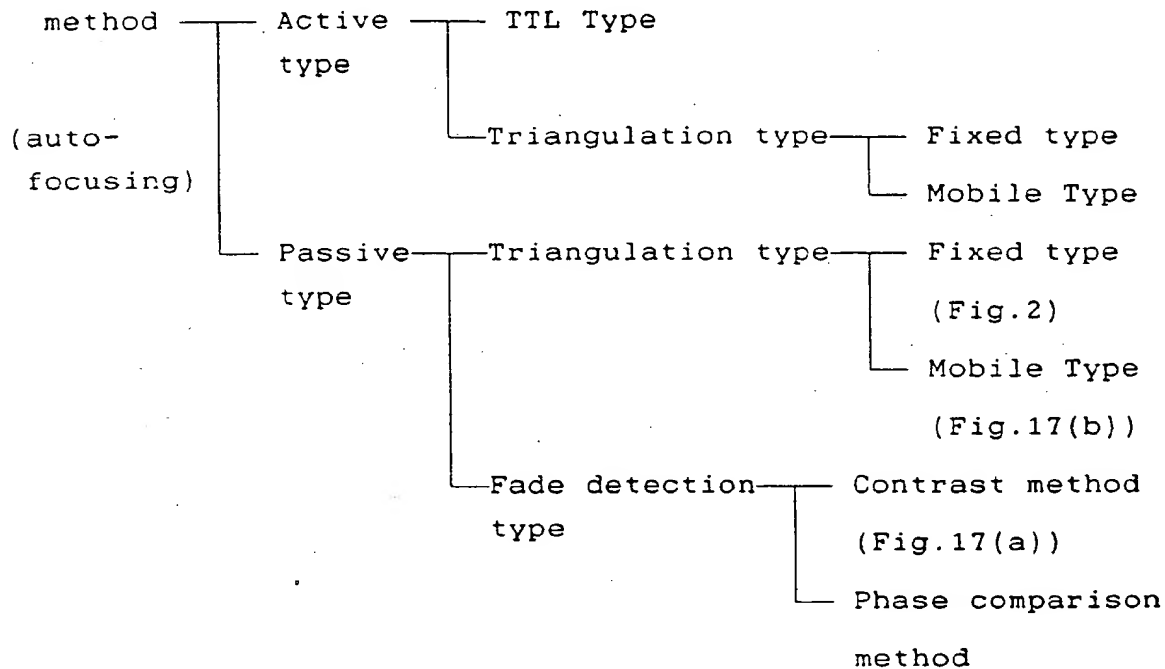 method Active TTL Type
type
(auto- Triangulation type Fixed type
focusing)
Mobile Type
Passive Triangulation type Fixed type
type
(Fig.2)
Mobile Type
(Fig.17(b))
Fade detection Contrast method
type
(Fig.17(a))
Phase comparison
method